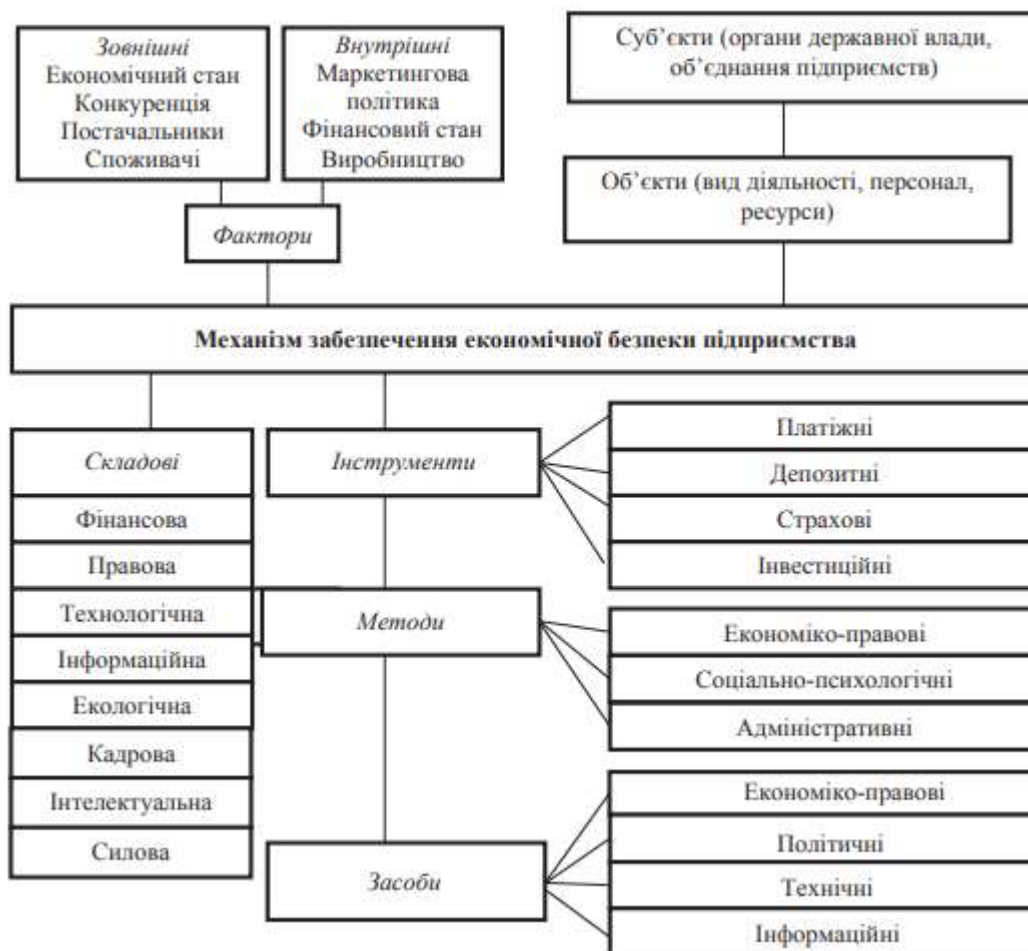 Зовнішні
Економічний стан
Конкуренція
Постачальники
Споживачі
Внутрішні
Маркетингова
політика
Фінансовий стан
Виробництво
Суб’єкти (органи державної влади,
об’єднання підприємств)
Об’єкти (вид діяльності, персонал,
ресурси)
Фактори
Механізм забезпечення економічної безпеки підприємства
Складові
Фінансова
Правова
Технологічна
Інформаційна
Екологічна
Кадрова
Інтелектуальна
Силова
Інструменти
Платіжні
Депозитні
Страхові
Інвестиційні
Методи
Економіко-правові
Соціально-психологічні
Адміністративні
Засоби
Економіко-правові
Політичні
Технічні
Інформаційні